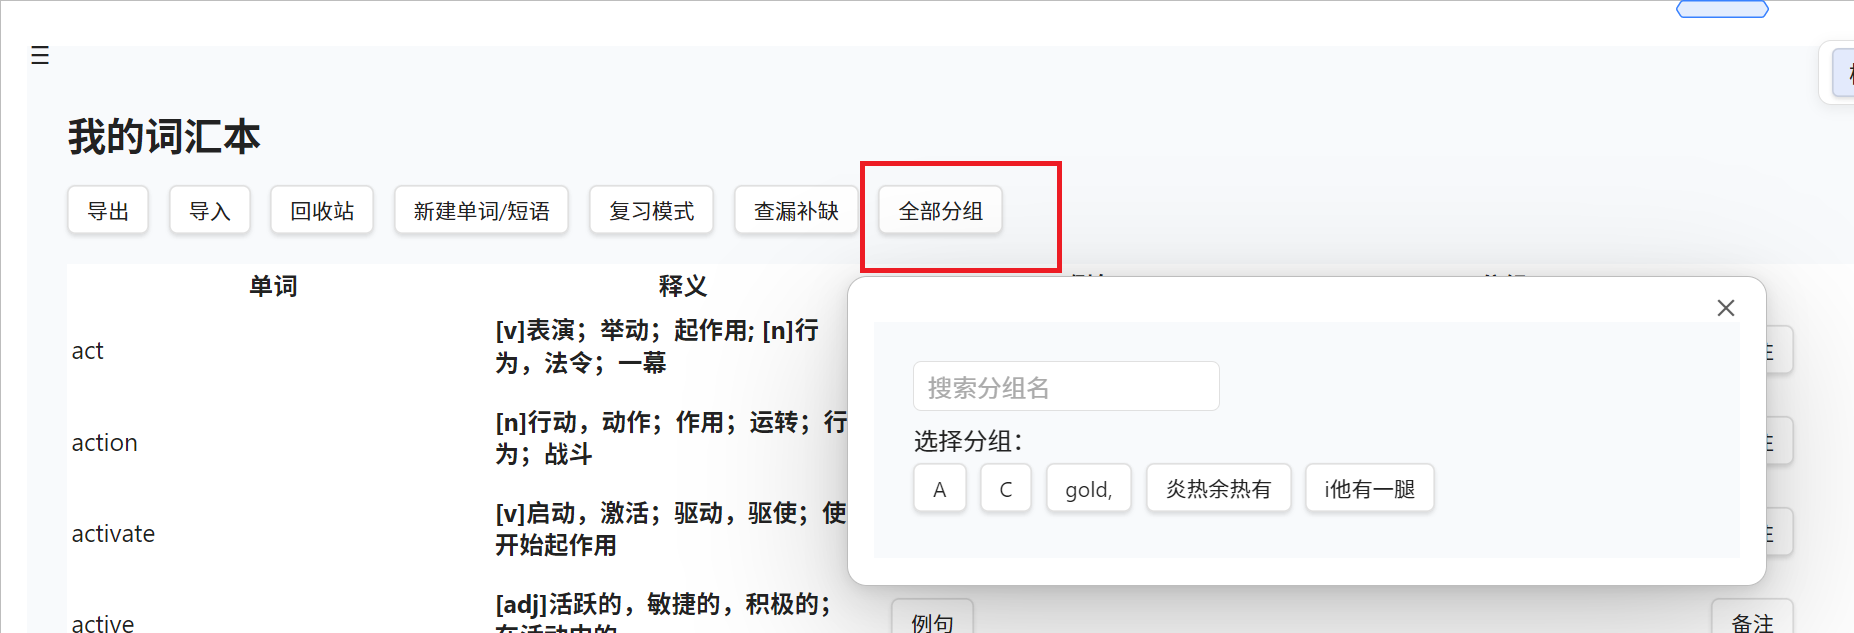 ☰
我的词汇本
导出 导入 回收站 新建单词/短语 复习模式 查漏补缺 全部分组
单词 释义
act [v]表演；举动；起作用; [n]行
为，法令；一幕
action [n]行动，动作；作用；运转；行
为；战斗
activate [v]启动，激活；驱动，驱使；使
开始起作用
active [adj]活跃的，敏捷的，积极的；
例句 备注
搜索分组名
选择分组：
A C gold, 炎热余热有 i他有一腿